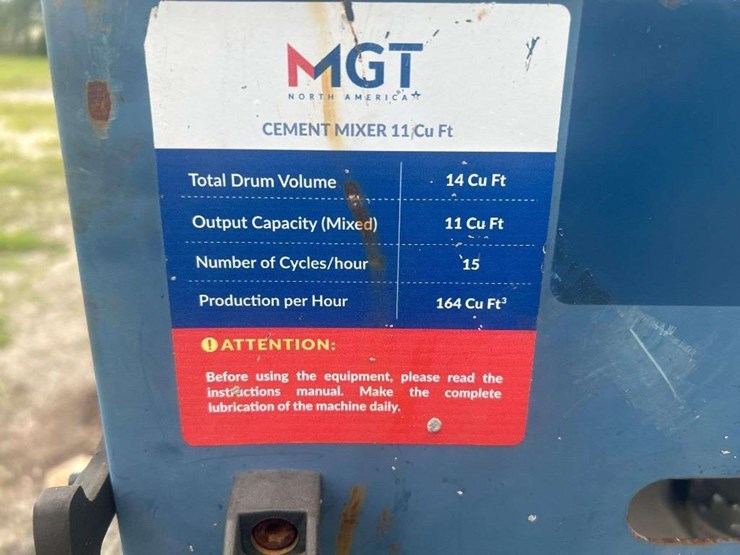 MGT
NORTH AMERICA
CEMENT MIXER 11 Cu Ft
Total Drum Volume 14 Cu Ft
Output Capacity (Mixed) 11 Cu Ft
Number of Cycles/hour 15
Production per Hour 164 Cu Ft³
! ATTENTION:
Before using the equipment, please read the
instructions manual. Make the complete
lubrication of the machine daily.